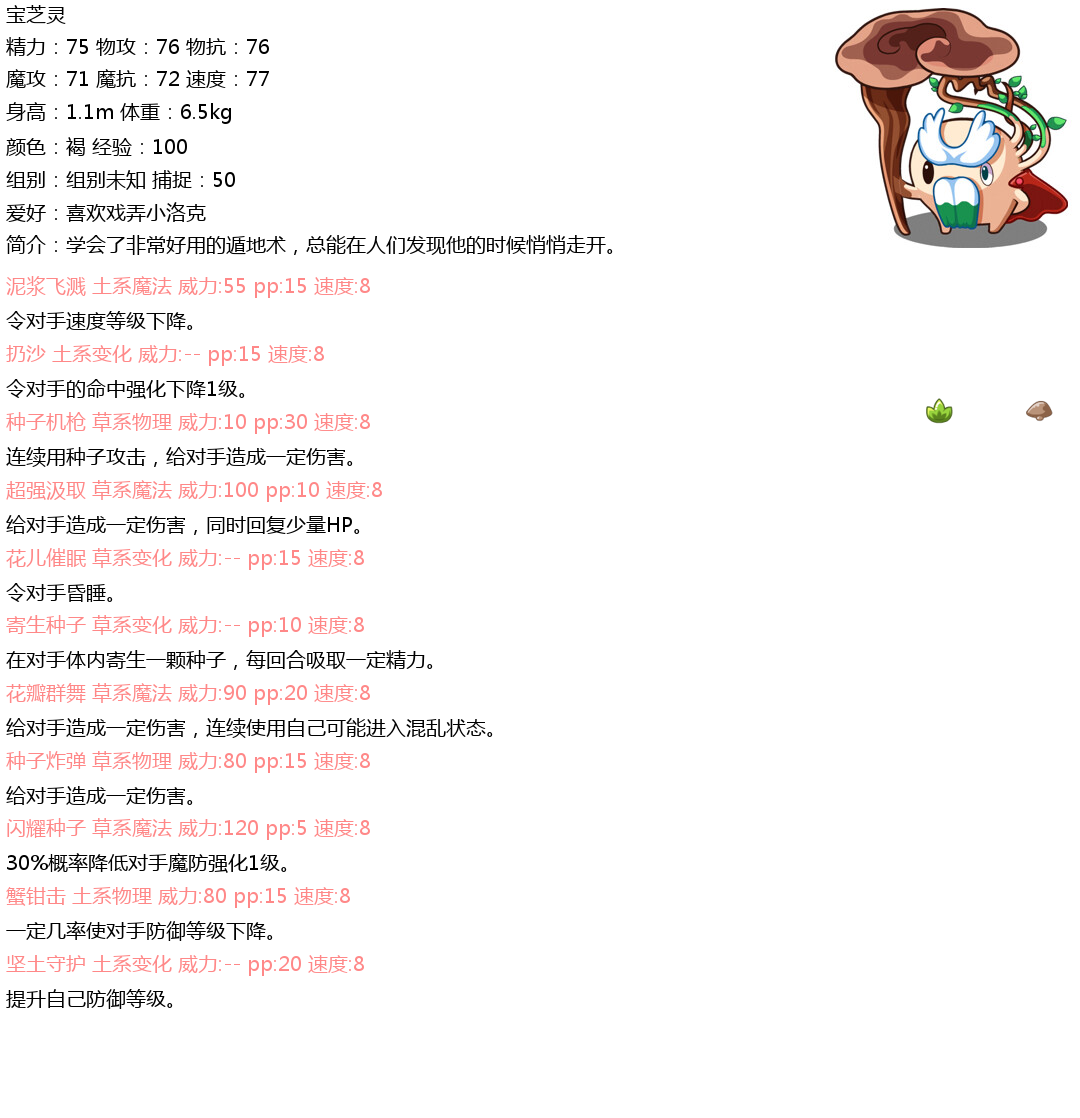 宝芝灵
精力：75 物攻：76 物抗：76
魔攻：71 魔抗：72 速度：77
身高：1.1m 体重：6.5kg
颜色：褐 经验：100
组别：组别未知 捕捉：50
爱好：喜欢戏弄小洛克
简介：学会了非常好用的遁地术，总能在人们发现他的时候悄悄走开。
泥浆飞溅 土系魔法 威力:55 pp:15 速度:8
令对手速度等级下降。
扔沙 土系变化 威力:-- pp:15 速度:8
令对手的命中强化下降1级。
种子机枪 草系物理 威力:10 pp:30 速度:8
连续用种子攻击，给对手造成一定伤害。
超强汲取 草系魔法 威力:100 pp:10 速度:8
给对手造成一定伤害，同时回复少量HP。
花儿催眠 草系变化 威力:-- pp:15 速度:8
令对手昏睡。
寄生种子 草系变化 威力:-- pp:10 速度:8
在对手体内寄生一颗种子，每回合吸取一定精力。
花瓣群舞 草系魔法 威力:90 pp:20 速度:8
给对手造成一定伤害，连续使用自己可能进入混乱状态。
种子炸弹 草系物理 威力:80 pp:15 速度:8
给对手造成一定伤害。
闪耀种子 草系魔法 威力:120 pp:5 速度:8
30%概率降低对手魔防强化1级。
蟹钳击 土系物理 威力:80 pp:15 速度:8
一定几率使对手防御等级下降。
坚土守护 土系变化 威力:-- pp:20 速度:8
提升自己防御等级。